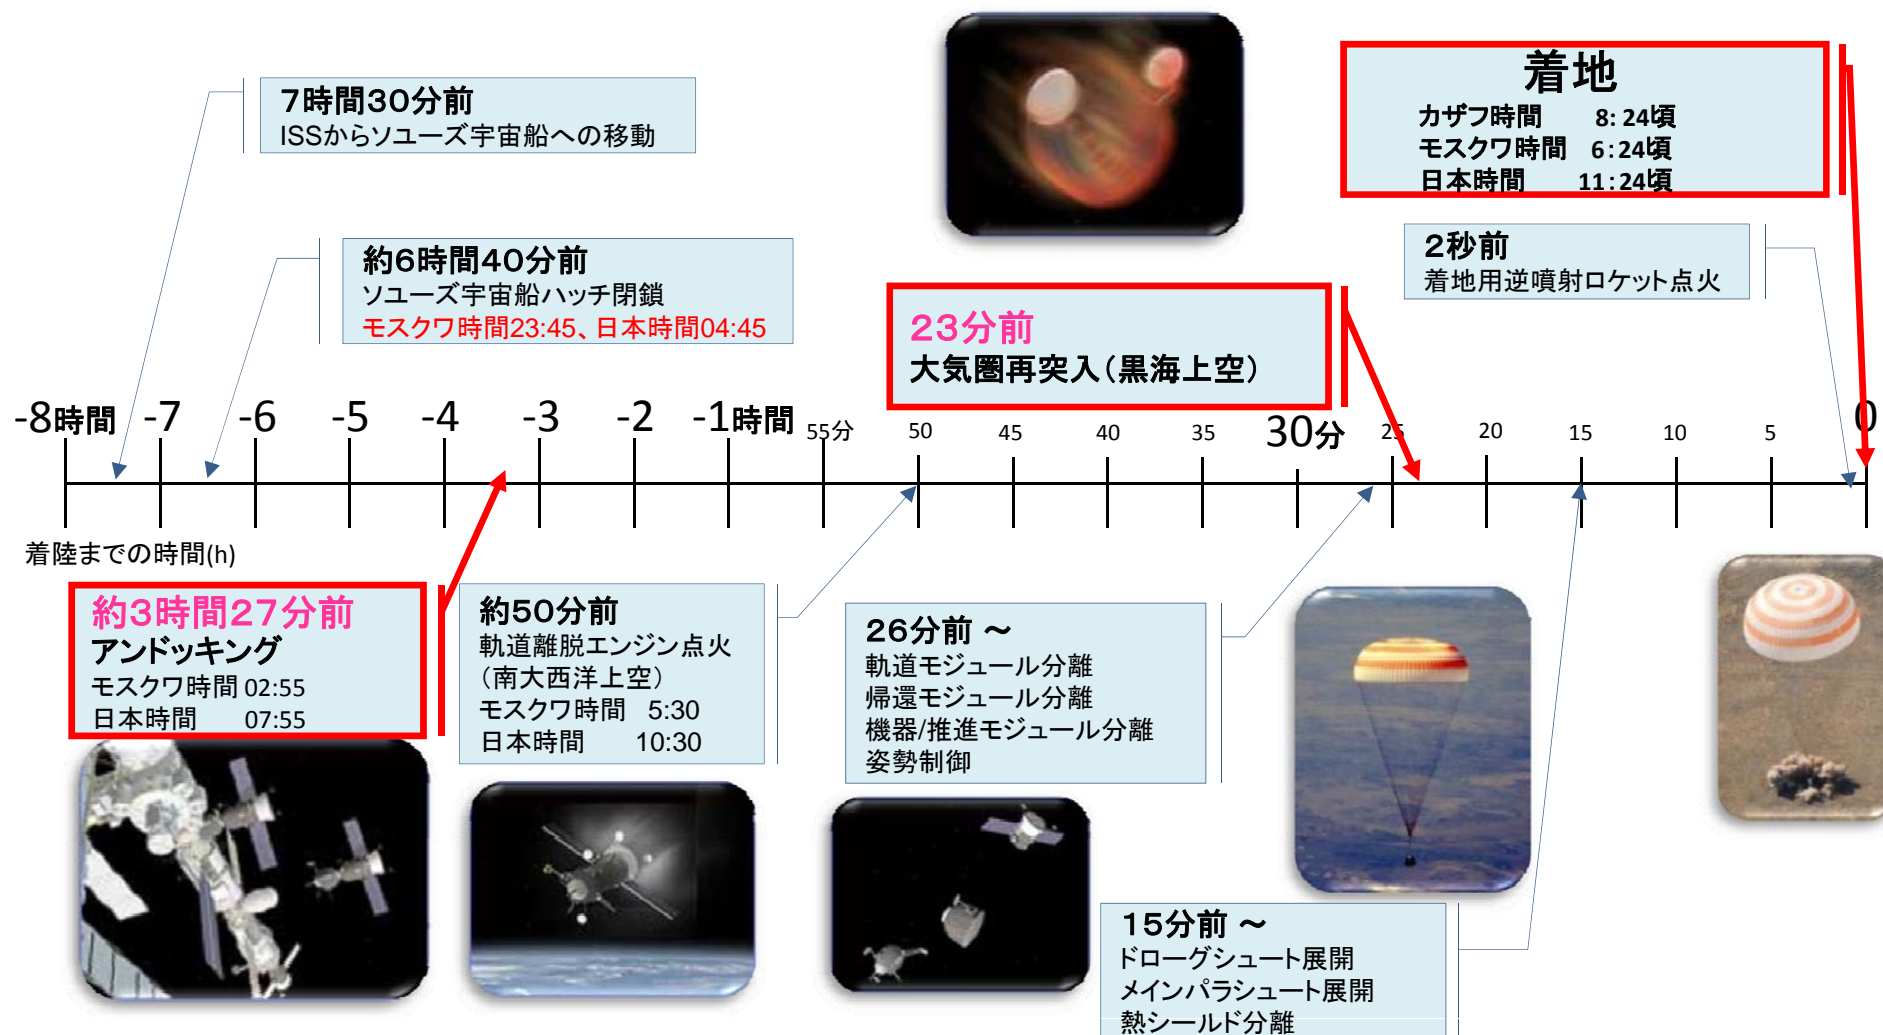 着地
カザフ時間 8:24頃
モスクワ時間 6:24頃
日本時間 11:24頃
7時間30分前
ISSからソユーズ宇宙船への移動
約6時間40分前
ソユーズ宇宙船ハッチ閉鎖
モスクワ時間23:45、日本時間04:45
2秒前
着地用逆噴射ロケット点火
23分前
大気圏再突入(黒海上空)
-8時間 -7 -6 -5 -4 -3 -2 -1時間 55分 50 45 40 35 30分 25 20 15 10 5 0
着陸までの時間(h)
約3時間27分前
アンドッキング
モスクワ時間 02:55
日本時間 07:55
約50分前
軌道離脱エンジン点火
(南大西洋上空)
モスクワ時間 5:30
日本時間 10:30
26分前 ~
軌道モジュール分離
帰還モジュール分離
機器/推進モジュール分離
姿勢制御
15分前 ~
ドローグシュート展開
メインパラシュート展開
熱シールド分離